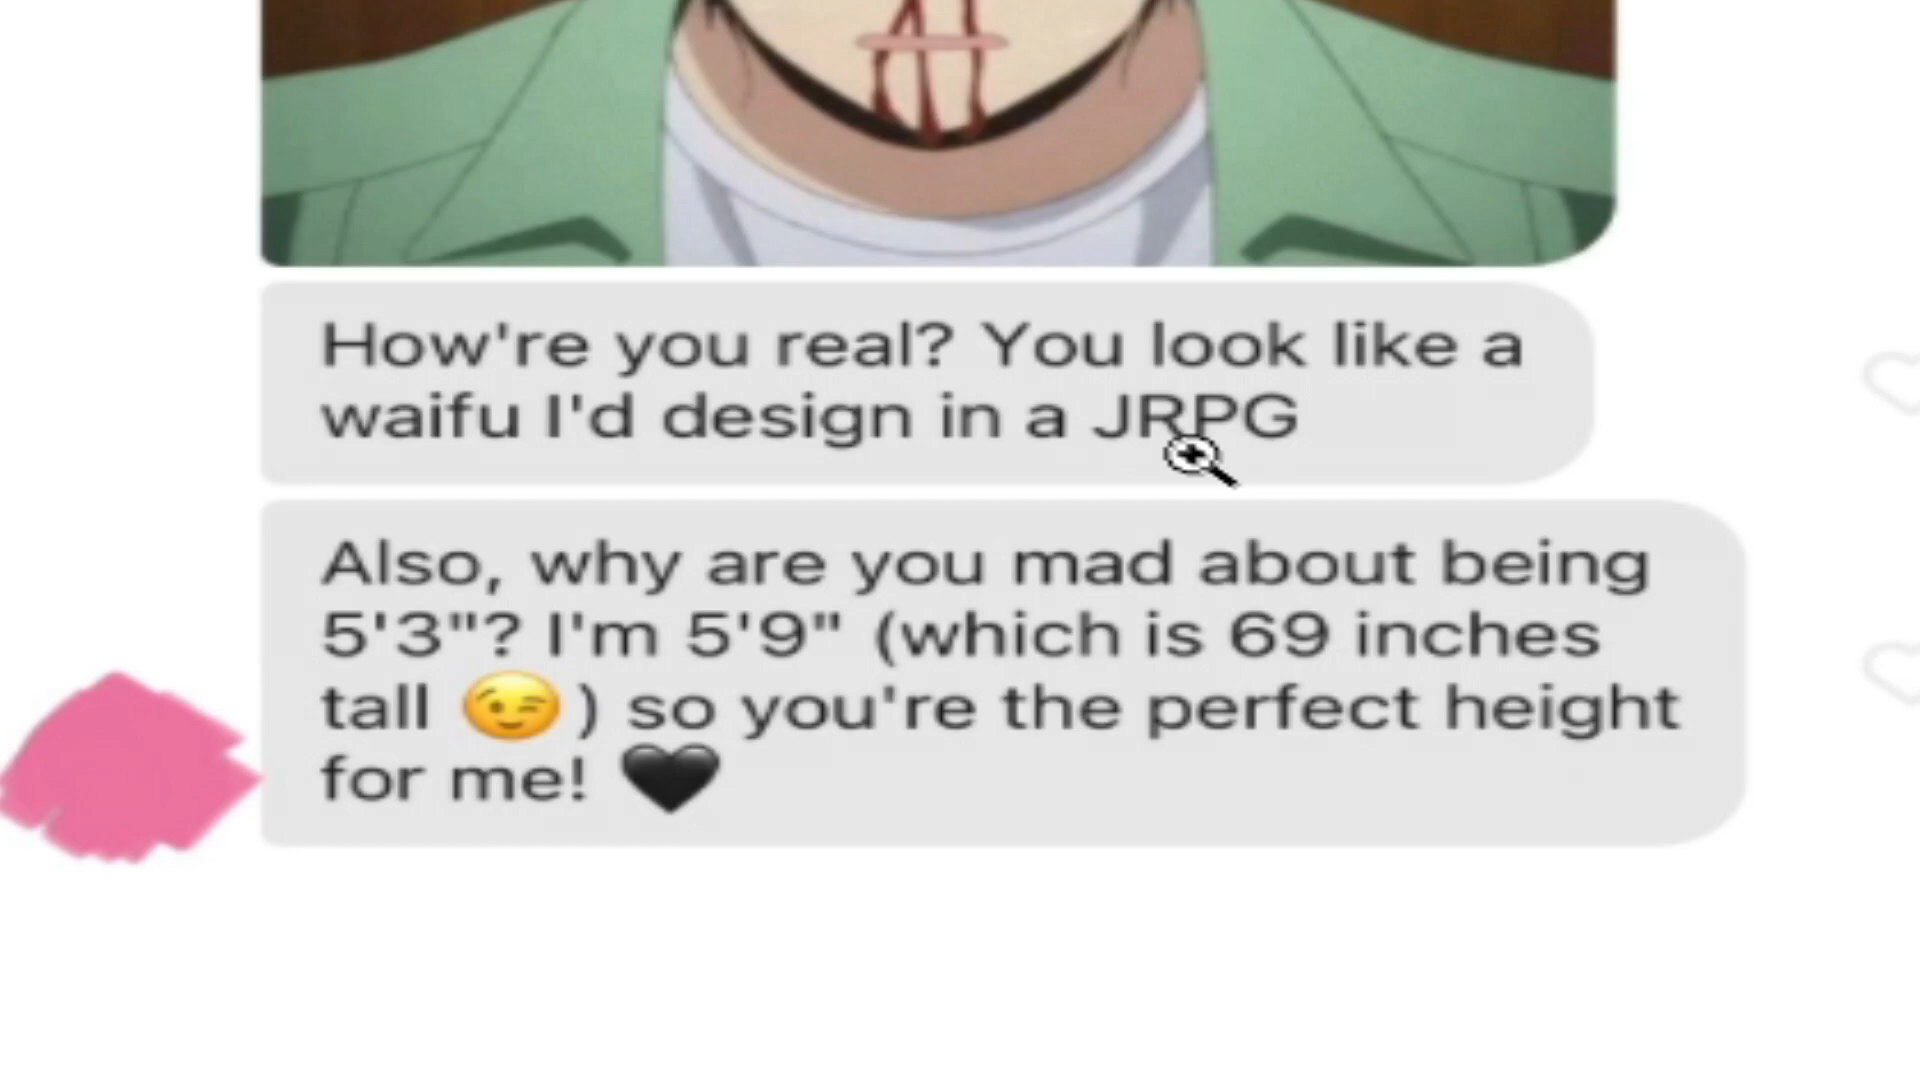 How're you real? You look like a
waifu I'd design in a JRPG
Also, why are you mad about being
5'3"? I'm 5'9" (which is 69 inches
tall 😉) so you're the perfect height
for me! 🖤